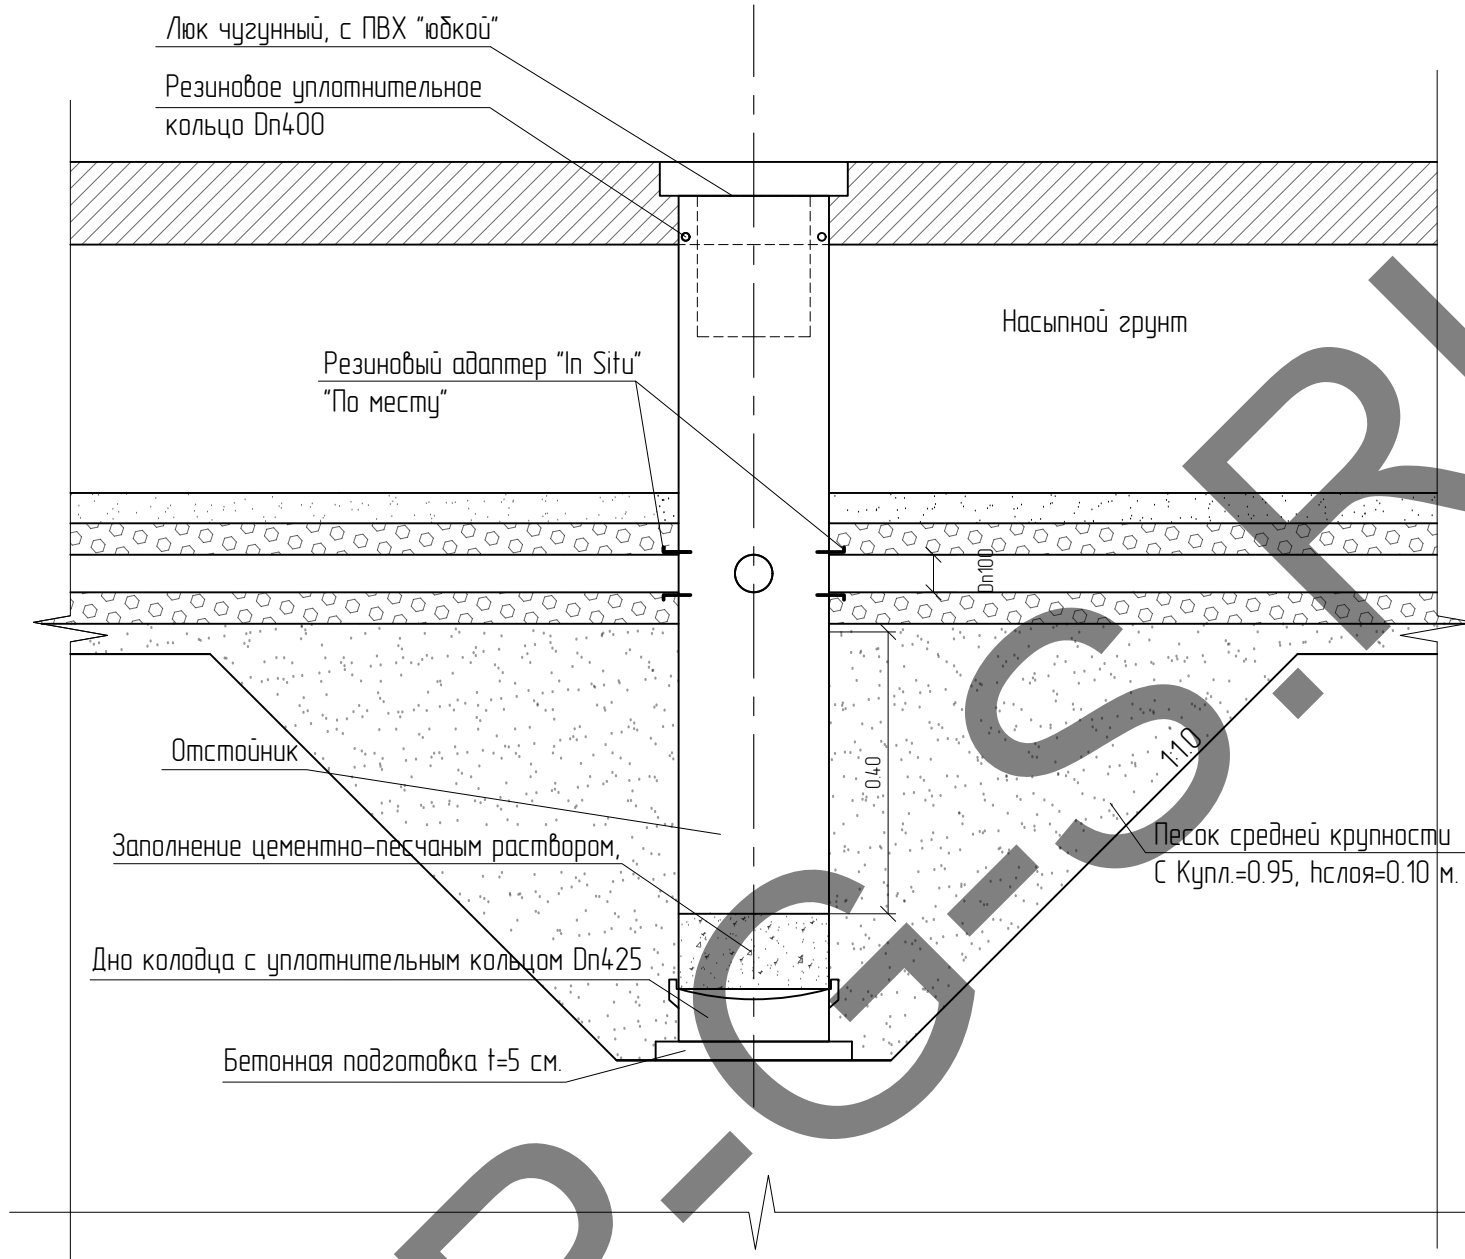 Люк чугунный, с ПВХ "юбкой"
Резиновое уплотнительное
кольцо Dn400
Насыпной грунт
Резиновый адаптер "In Situ"
"По месту"
Dn100
Отстойник
0.40
1:1.0
Заполнение цементно-песчаным раствором,
Песок средней крупности
С Купл.=0.95, hслоя=0.10 м.
Дно колодца с уплотнительным кольцом Dn425
Бетонная подготовка t=5 см.
P-G-S.R